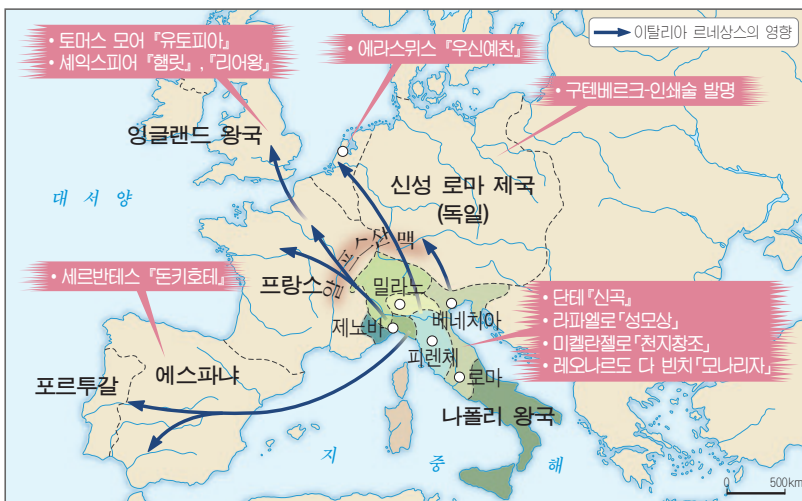 • 토머스 모어 『유토피아』
• 셰익스피어 『햄릿』, 『리어왕』
• 에라스뮈스 『우신예찬』
이탈리아 르네상스의 영향
• 구텐베르크-인쇄술 발명
잉글랜드 왕국
신성 로마 제국
(독일)
대 서 양
알프스 산맥
• 세르반테스 『돈키호테』
프랑스
밀라노
베네치아
제노바
피렌체
로마
• 단테 『신곡』
• 라파엘로 『성모상』
• 미켈란젤로 『천지창조』
• 레오나르도 다 빈치 『모나리자』
에스파냐
포르투갈
나폴리 왕국
지 중 해
0 500km